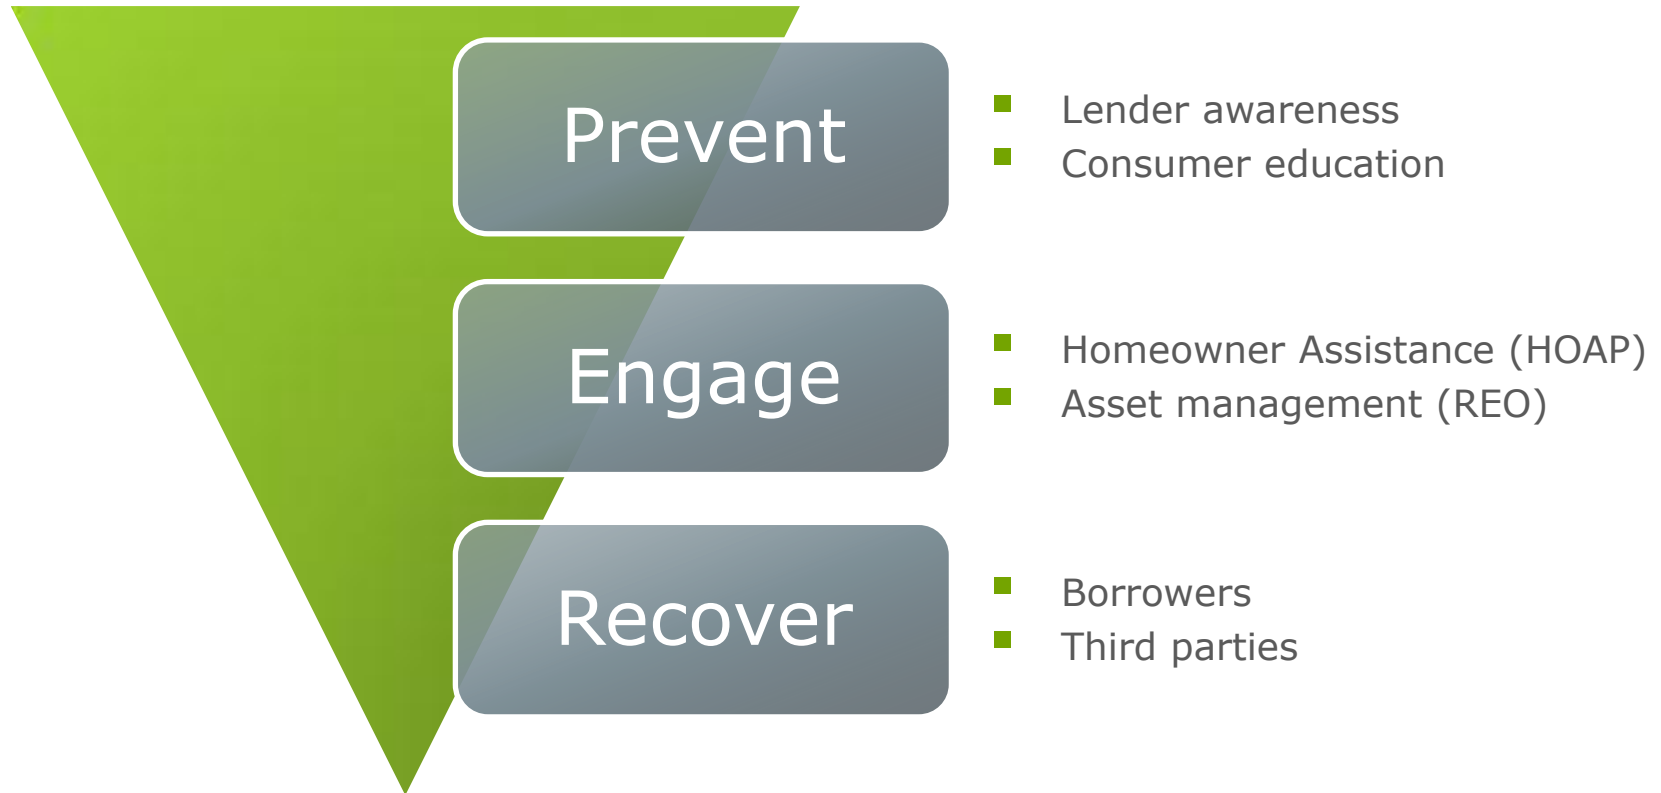 Prevent
Lender awareness
Consumer education
Engage
Homeowner Assistance (HOAP)
Asset management (REO)
Recover
Borrowers
Third parties